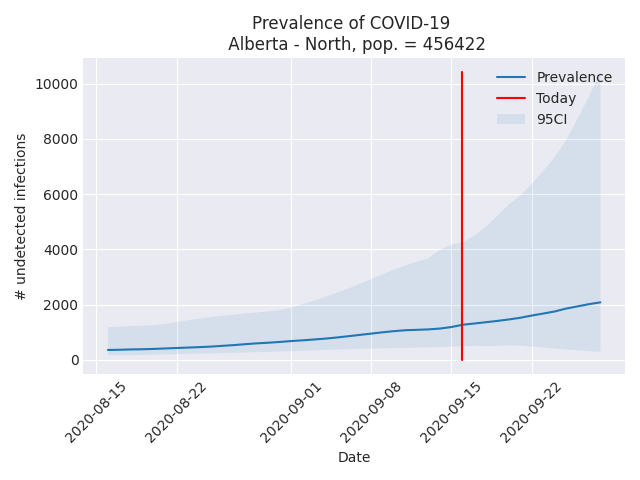 Prevalence of COVID-19
Alberta - North, pop. = 456422
Prevalence
Today
95CI
10000
8000
6000
4000
2000
0
# undetected infections
2020-08-15
2020-08-22
2020-09-01
2020-09-08
2020-09-15
2020-09-22
Date